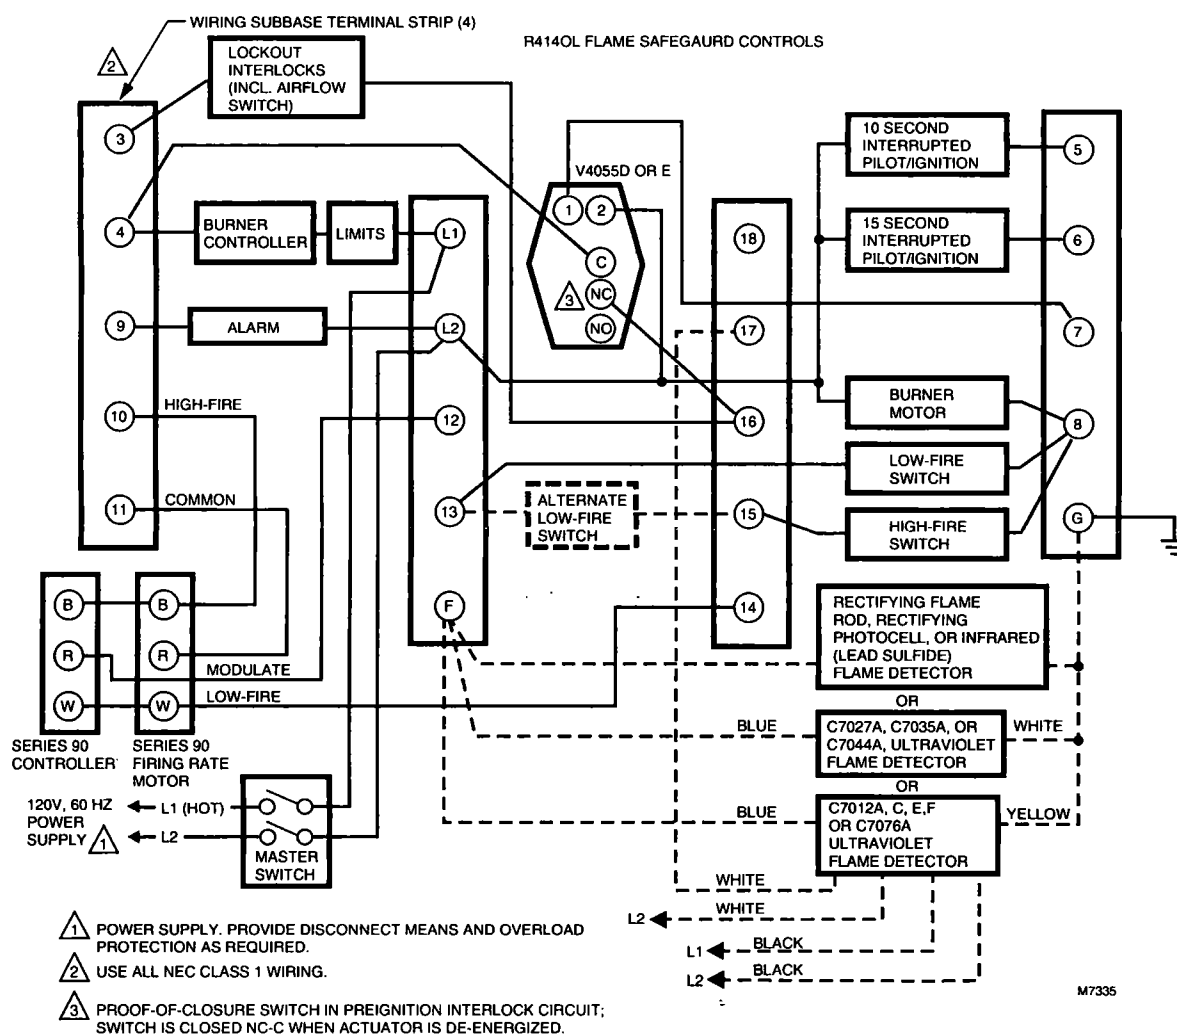 WIRING SUBBASE TERMINAL STRIP (4)
R414OL FLAME SAFEGAURD CONTROLS
2
LOCKOUT
INTERLOCKS
(INCL. AIRFLOW
SWITCH)
3
4
9
10
11
BURNER
CONTROLLER
LIMITS
ALARM
HIGH-FIRE
COMMON
L1
L2
12
13
F
V4055D OR E
1
2
C
NC
NO
3
18
17
16
15
14
ALTERNATE
LOW-FIRE
SWITCH
10 SECOND
INTERRUPTED
PILOT/IGNITION
15 SECOND
INTERRUPTED
PILOT/IGNITION
BURNER
MOTOR
LOW-FIRE
SWITCH
HIGH-FIRE
SWITCH
5
6
7
8
G
B
R
W
B
R
W
MODULATE
LOW-FIRE
SERIES 90
CONTROLLER
SERIES 90
FIRING RATE
MOTOR
RECTIFYING FLAME
ROD, RECTIFYING
PHOTOCELL, OR INFRARED
(LEAD SULFIDE)
FLAME DETECTOR
OR
BLUE
C7027A, C7035A, OR
C7044A, ULTRAVIOLET
FLAME DETECTOR
WHITE
OR
BLUE
C7012A, C, E,F
OR C7076A
ULTRAVIOLET
FLAME DETECTOR
YELLOW
120V, 60 HZ
POWER
SUPPLY
1
L1 (HOT)
L2
MASTER
SWITCH
WHITE
L2
WHITE
L1
BLACK
L2
BLACK
1 POWER SUPPLY. PROVIDE DISCONNECT MEANS AND OVERLOAD
PROTECTION AS REQUIRED.
2 USE ALL NEC CLASS 1 WIRING.
3 PROOF-OF-CLOSURE SWITCH IN PREIGNITION INTERLOCK CIRCUIT;
SWITCH IS CLOSED NC-C WHEN ACTUATOR IS DE-ENERGIZED.
M7335